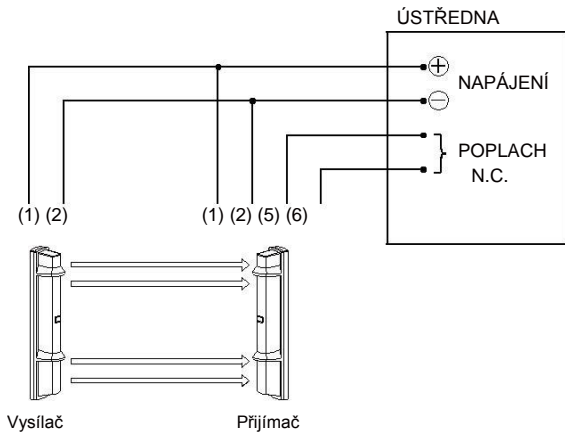 ÚSTŘEDNA
+
NAPÁJENÍ
−
POPLACH
N.C.
(1) (2)
(1) (2) (5) (6)
Vysílač
Přijímač